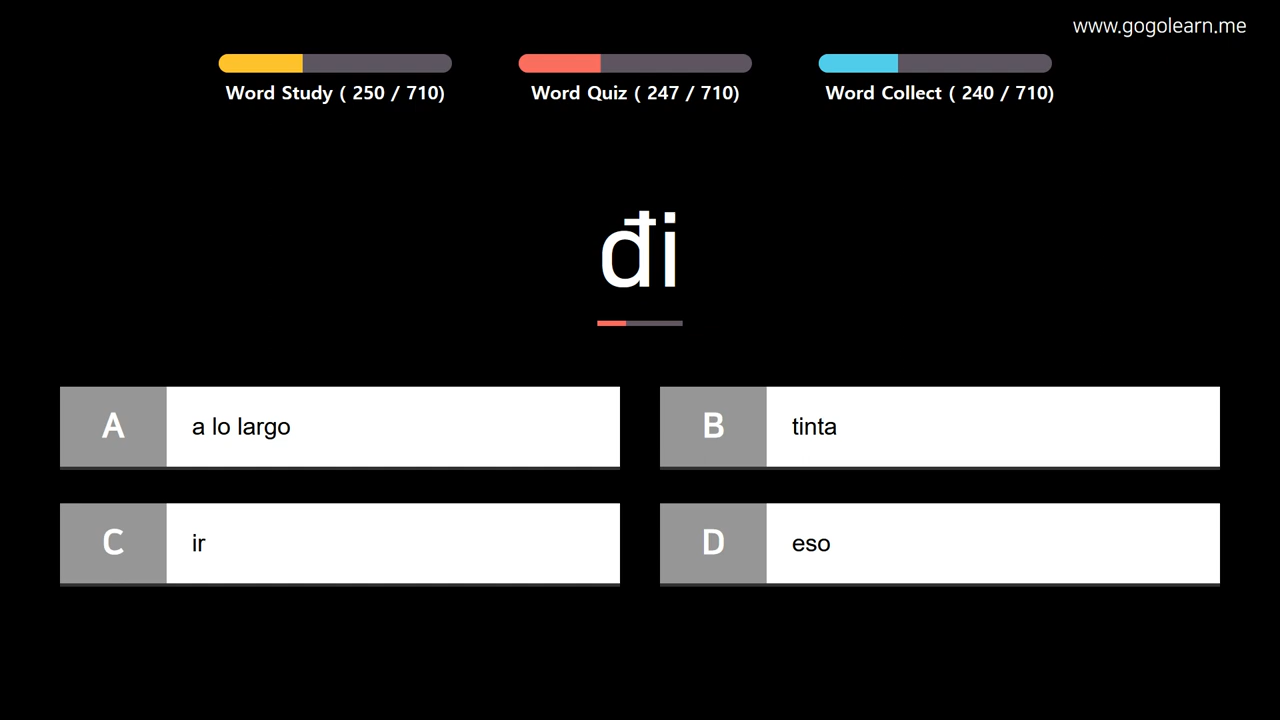 www.gogolearn.me
Word Study ( 250 / 710)
Word Quiz ( 247 / 710)
Word Collect ( 240 / 710)
đi
A
a lo largo
B
tinta
C
ir
D
eso